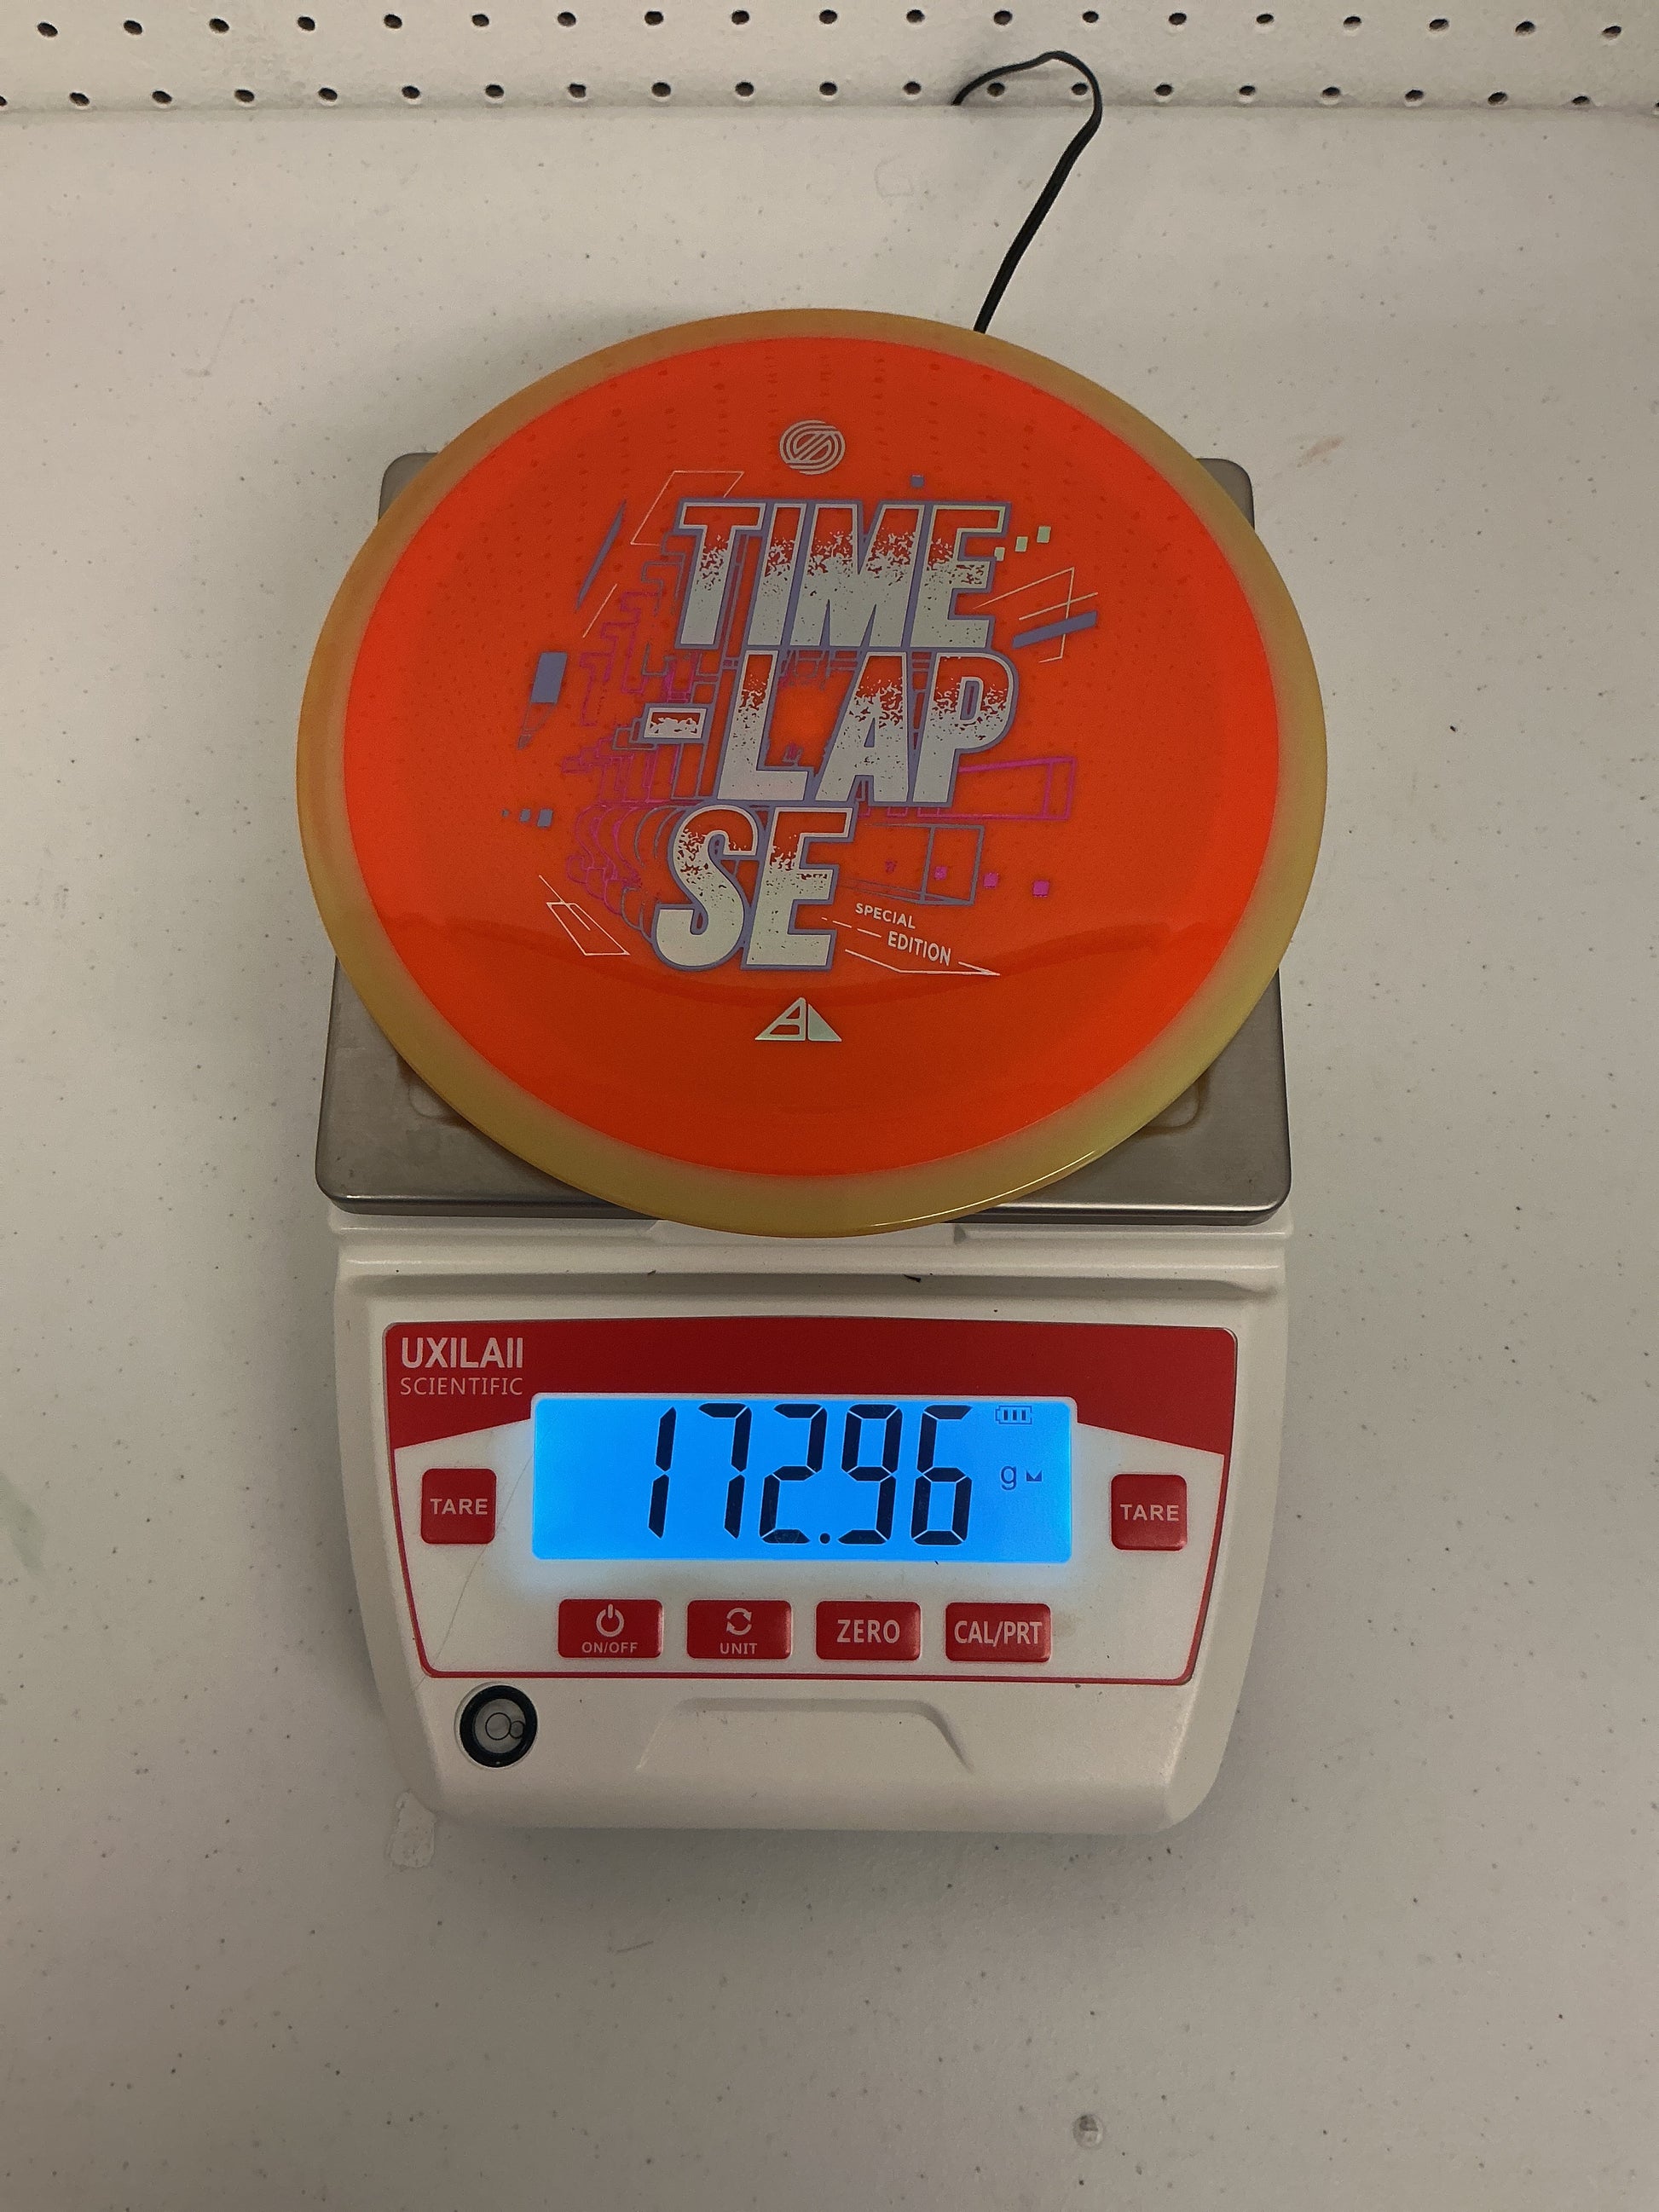 TIME
-LAP
SE
SPECIAL
EDITION
UXILAII
SCIENTIFIC
172.96
g
TARE
TARE
ON/OFF
UNIT
ZERO
CAL/PRT